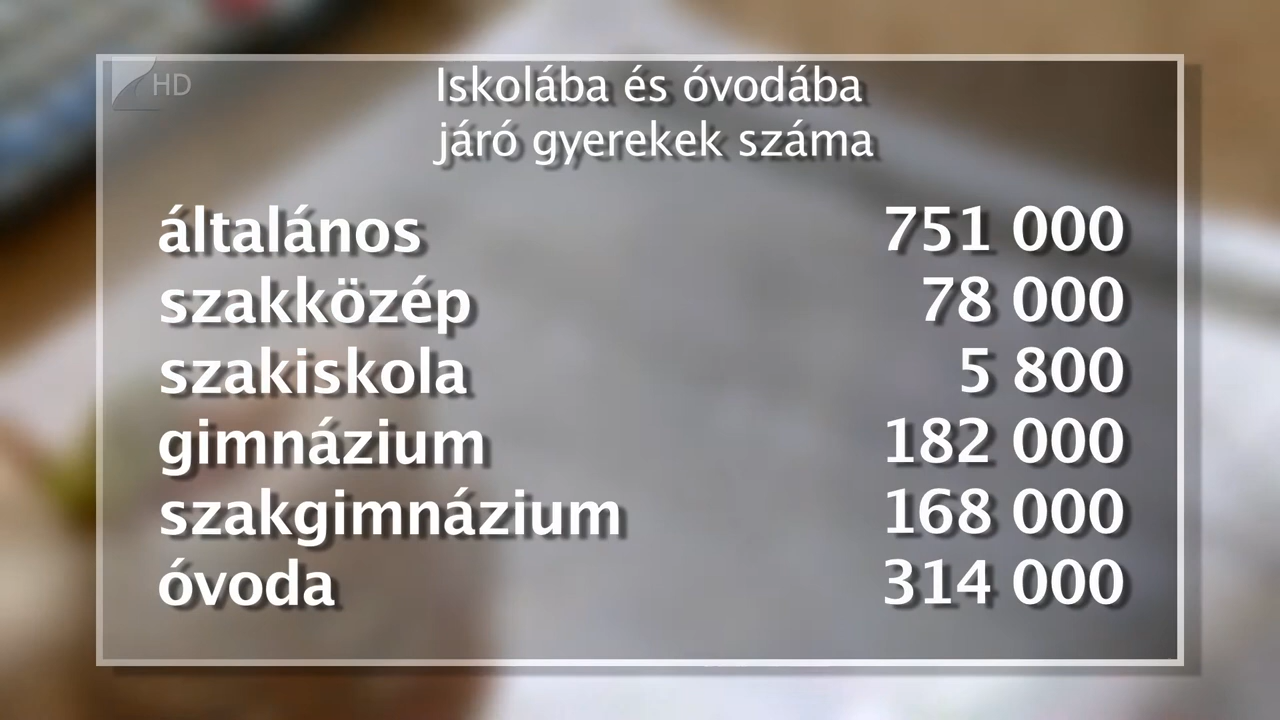 HD
Iskolába és óvodába
járó gyerekek száma
általános 751 000
szakközép 78 000
szakiskola 5 800
gimnázium 182 000
szakgimnázium 168 000
óvoda 314 000